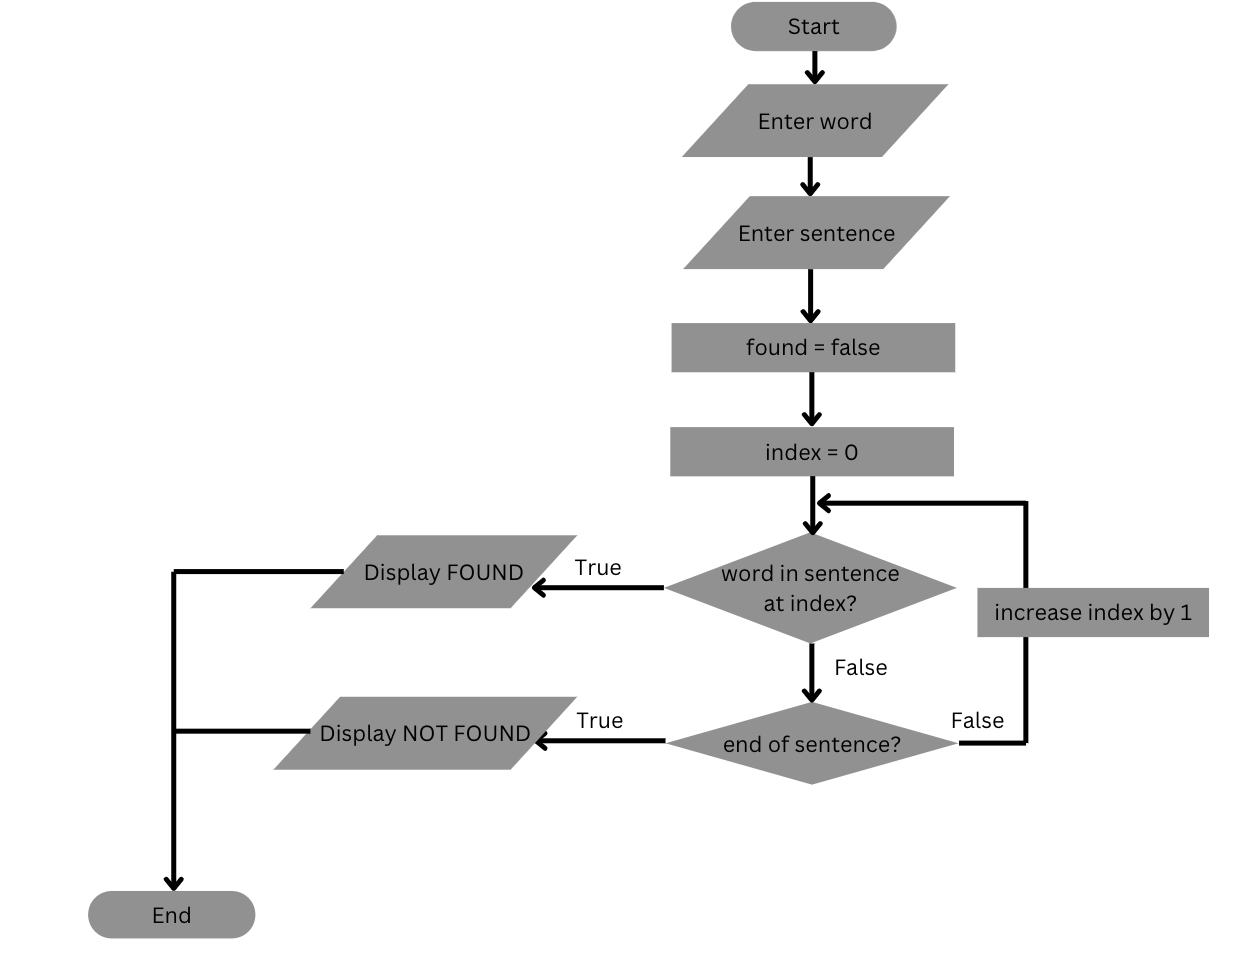 Start
Enter word
Enter sentence
found = false
index = 0
word in sentence
at index?
True
Display FOUND
False
increase index by 1
end of sentence?
True
Display NOT FOUND
False
End